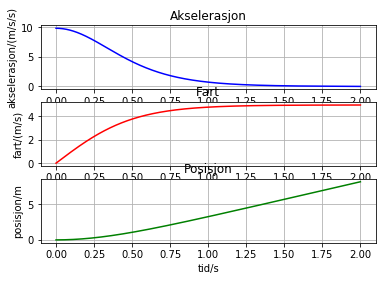 Akselerasjon
akselerasjon/(m/s/s)
10
5
0
0.00 0.25 0.50 0.75 1.00 1.25 1.50 1.75 2.00
Fart
fart/(m/s)
4
2
0
0.00 0.25 0.50 0.75 1.00 1.25 1.50 1.75 2.00
Posisjon
posisjon/m
5
0
0.00 0.25 0.50 0.75 1.00 1.25 1.50 1.75 2.00
tid/s